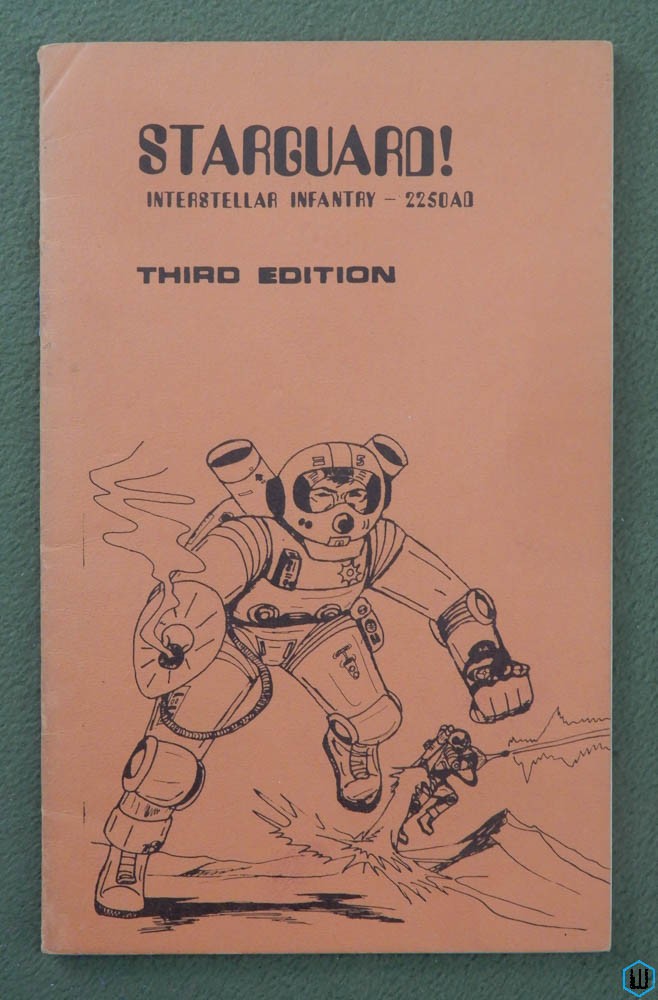 STARGUARD!
INTERSTELLAR INFANTRY - 2250AD
THIRD EDITION